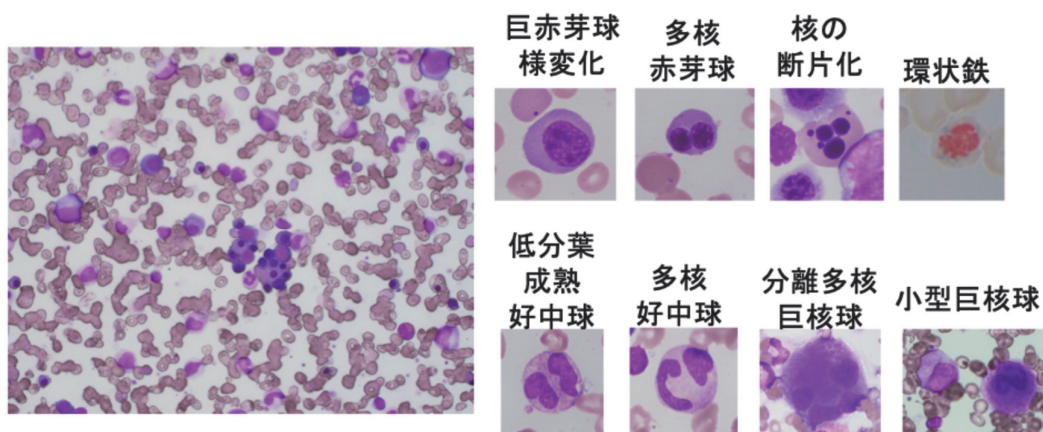 巨赤芽球
様変化
多核
赤芽球
核の
断片化
環状鉄
低分葉
成熟
好中球
多核
好中球
分離多核
巨核球
小型巨核球